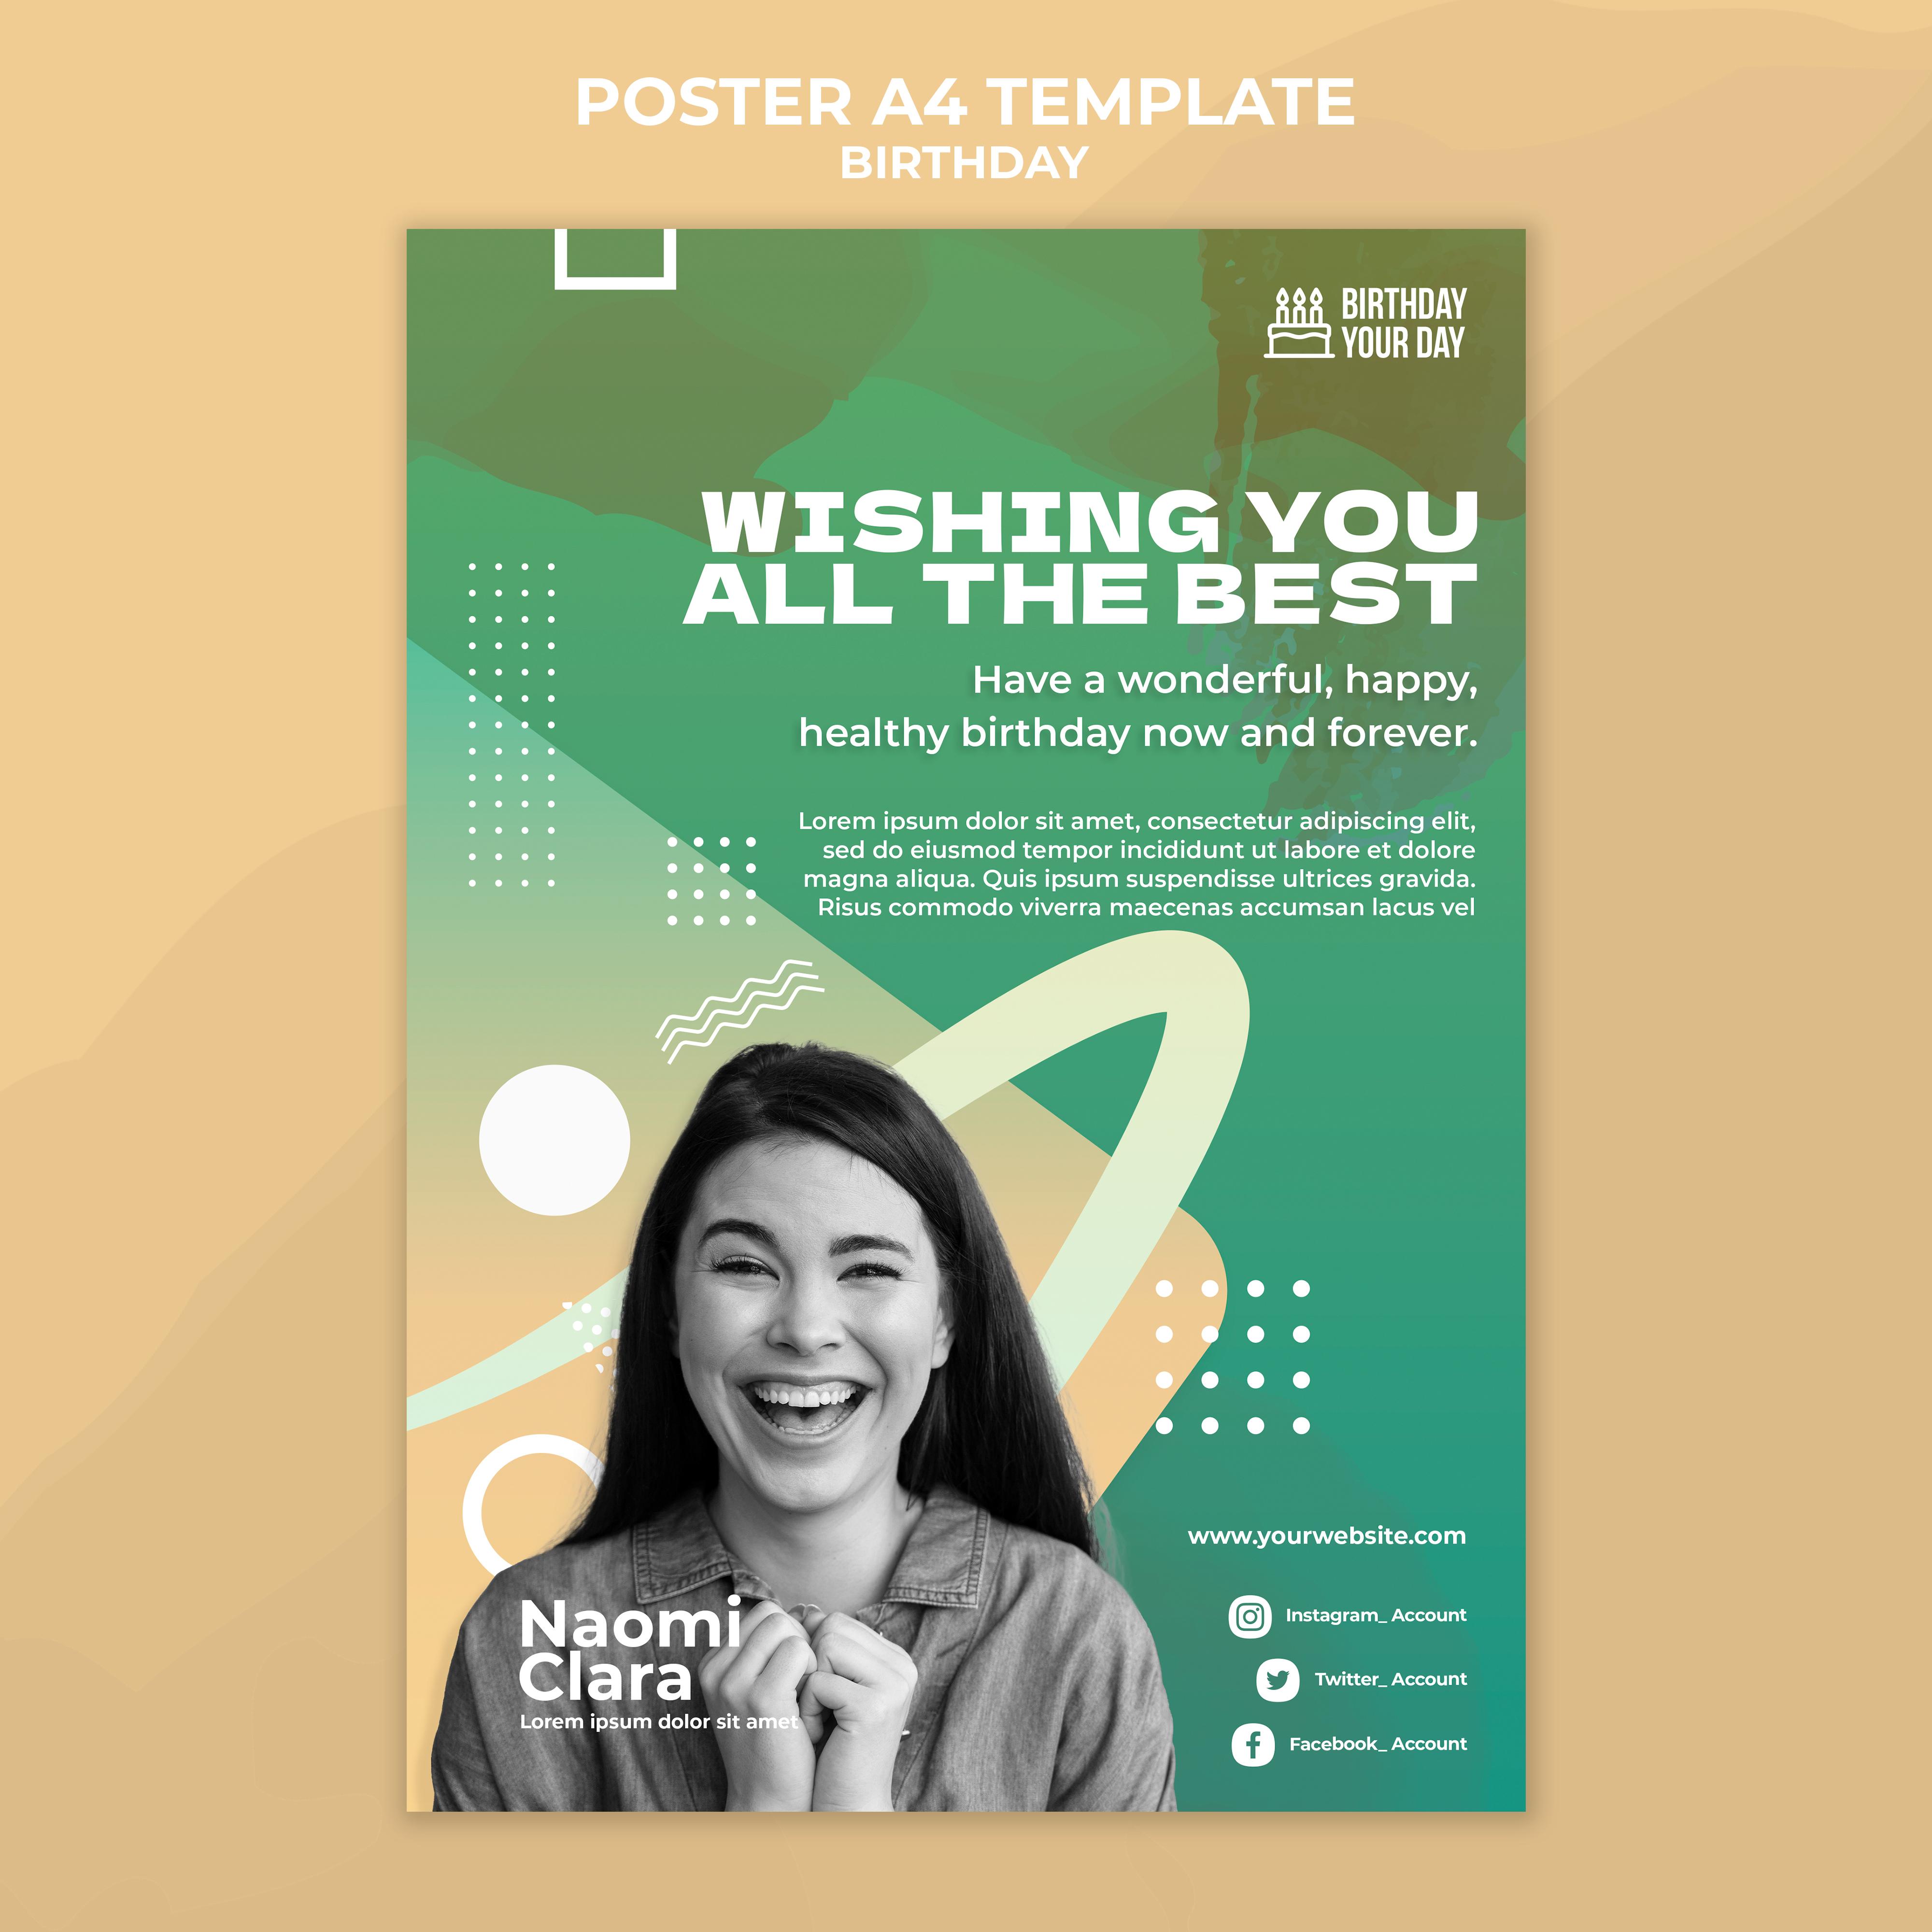 POSTER A4 TEMPLATE
BIRTHDAY
BIRTHDAY
YOUR DAY
WISHING YOU
ALL THE BEST
Have a wonderful, happy,
healthy birthday now and forever.
Lorem ipsum dolor sit amet, consectetur adipiscing elit,
sed do eiusmod tempor incididunt ut labore et dolore
magna aliqua. Quis ipsum suspendisse ultrices gravida.
Risus commodo viverra maecenas accumsan lacus vel
www.yourwebsite.com
Instagram_ Account
Twitter_ Account
Facebook_ Account
Naomi
Clara
Lorem ipsum dolor sit amet